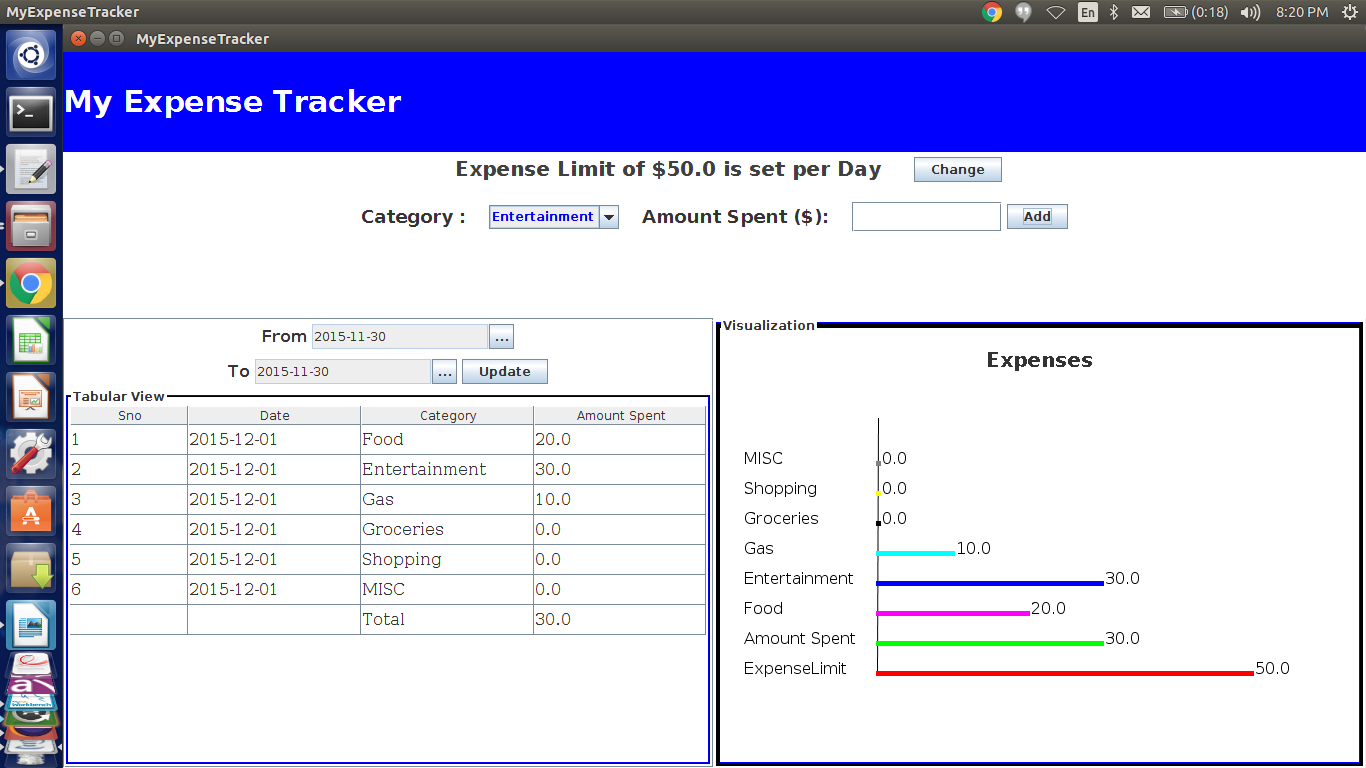 MyExpenseTracker
En
(0:18)
8:20 PM
MyExpenseTracker
My Expense Tracker
Expense Limit of $50.0 is set per Day
Change
Category : Entertainment Amount Spent ($): Add
From 2015-11-30 ...
To 2015-11-30 ... Update
Tabular View
Sno Date Category Amount Spent
1 2015-12-01 Food 20.0
2 2015-12-01 Entertainment 30.0
3 2015-12-01 Gas 10.0
4 2015-12-01 Groceries 0.0
5 2015-12-01 Shopping 0.0
6 2015-12-01 MISC 0.0
Total 30.0
Visualization
Expenses
MISC 0.0
Shopping 0.0
Groceries 0.0
Gas 10.0
Entertainment 30.0
Food 20.0
Amount Spent 30.0
ExpenseLimit 50.0